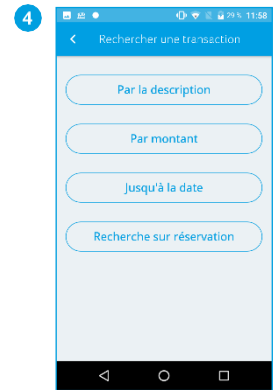 4
29 % 11:58
Rechercher une transaction
Par la description
Par montant
Jusqu'à la date
Recherche sur réservation